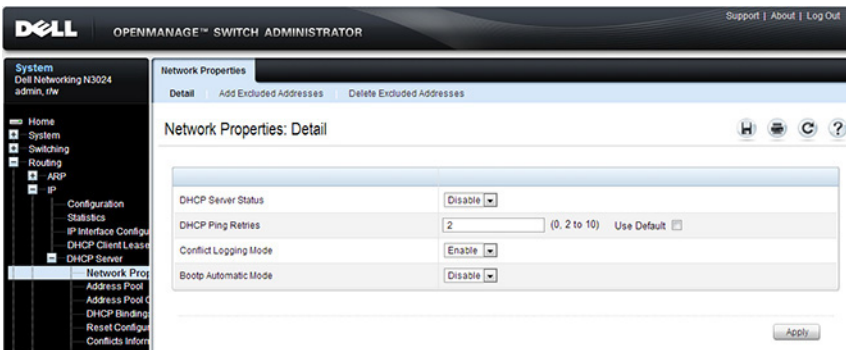 Support | About | Log Out
DELL OPENMANAGE™ SWITCH ADMINISTRATOR
System
Dell Networking N3024
admin, r/w
Home
System
Switching
Routing
ARP
IP
Configuration
Statistics
IP Interface Configu
DHCP Client Lease
DHCP Server
Network Prop
Address Pool
Address Pool C
DHCP Binding
Reset Configur
Conflicts Inform
Network Properties
Detail Add Excluded Addresses Delete Excluded Addresses
Network Properties: Detail
DHCP Server Status Disable
DHCP Ping Retries 2 (0, 2 to 10) Use Default
Conflict Logging Mode Enable
Bootp Automatic Mode Disable
Apply